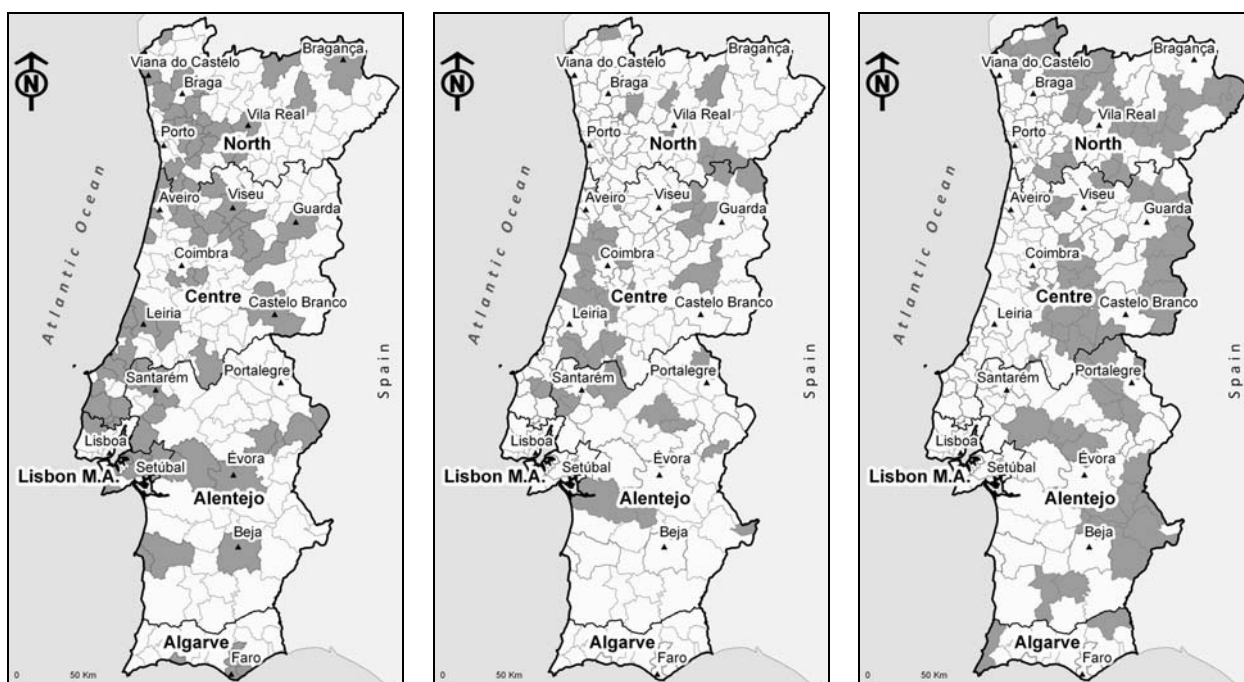 Bragança
Viana do Castelo
Braga
Vila Real
Porto
North
Aveiro
Viseu
Guarda
Coimbra
Centre
Castelo Branco
Leiria
Santarém
Portalegre
Lisboa
Setúbal
Évora
Lisbon M.A.
Alentejo
Beja
Algarve
Faro
Atlantic Ocean
Spain
N
0 50 Km
Bragança
Viana do Castelo
Braga
Vila Real
Porto
North
Aveiro
Viseu
Guarda
Coimbra
Centre
Castelo Branco
Leiria
Santarém
Portalegre
Lisboa
Setúbal
Évora
Lisbon M.A.
Alentejo
Beja
Algarve
Faro
Atlantic Ocean
Spain
N
0 50 Km
Bragança
Viana do Castelo
Braga
Vila Real
Porto
North
Aveiro
Viseu
Guarda
Coimbra
Centre
Castelo Branco
Leiria
Santarém
Portalegre
Lisboa
Setúbal
Évora
Lisbon M.A.
Alentejo
Beja
Algarve
Faro
Atlantic Ocean
Spain
N
0 50 Km